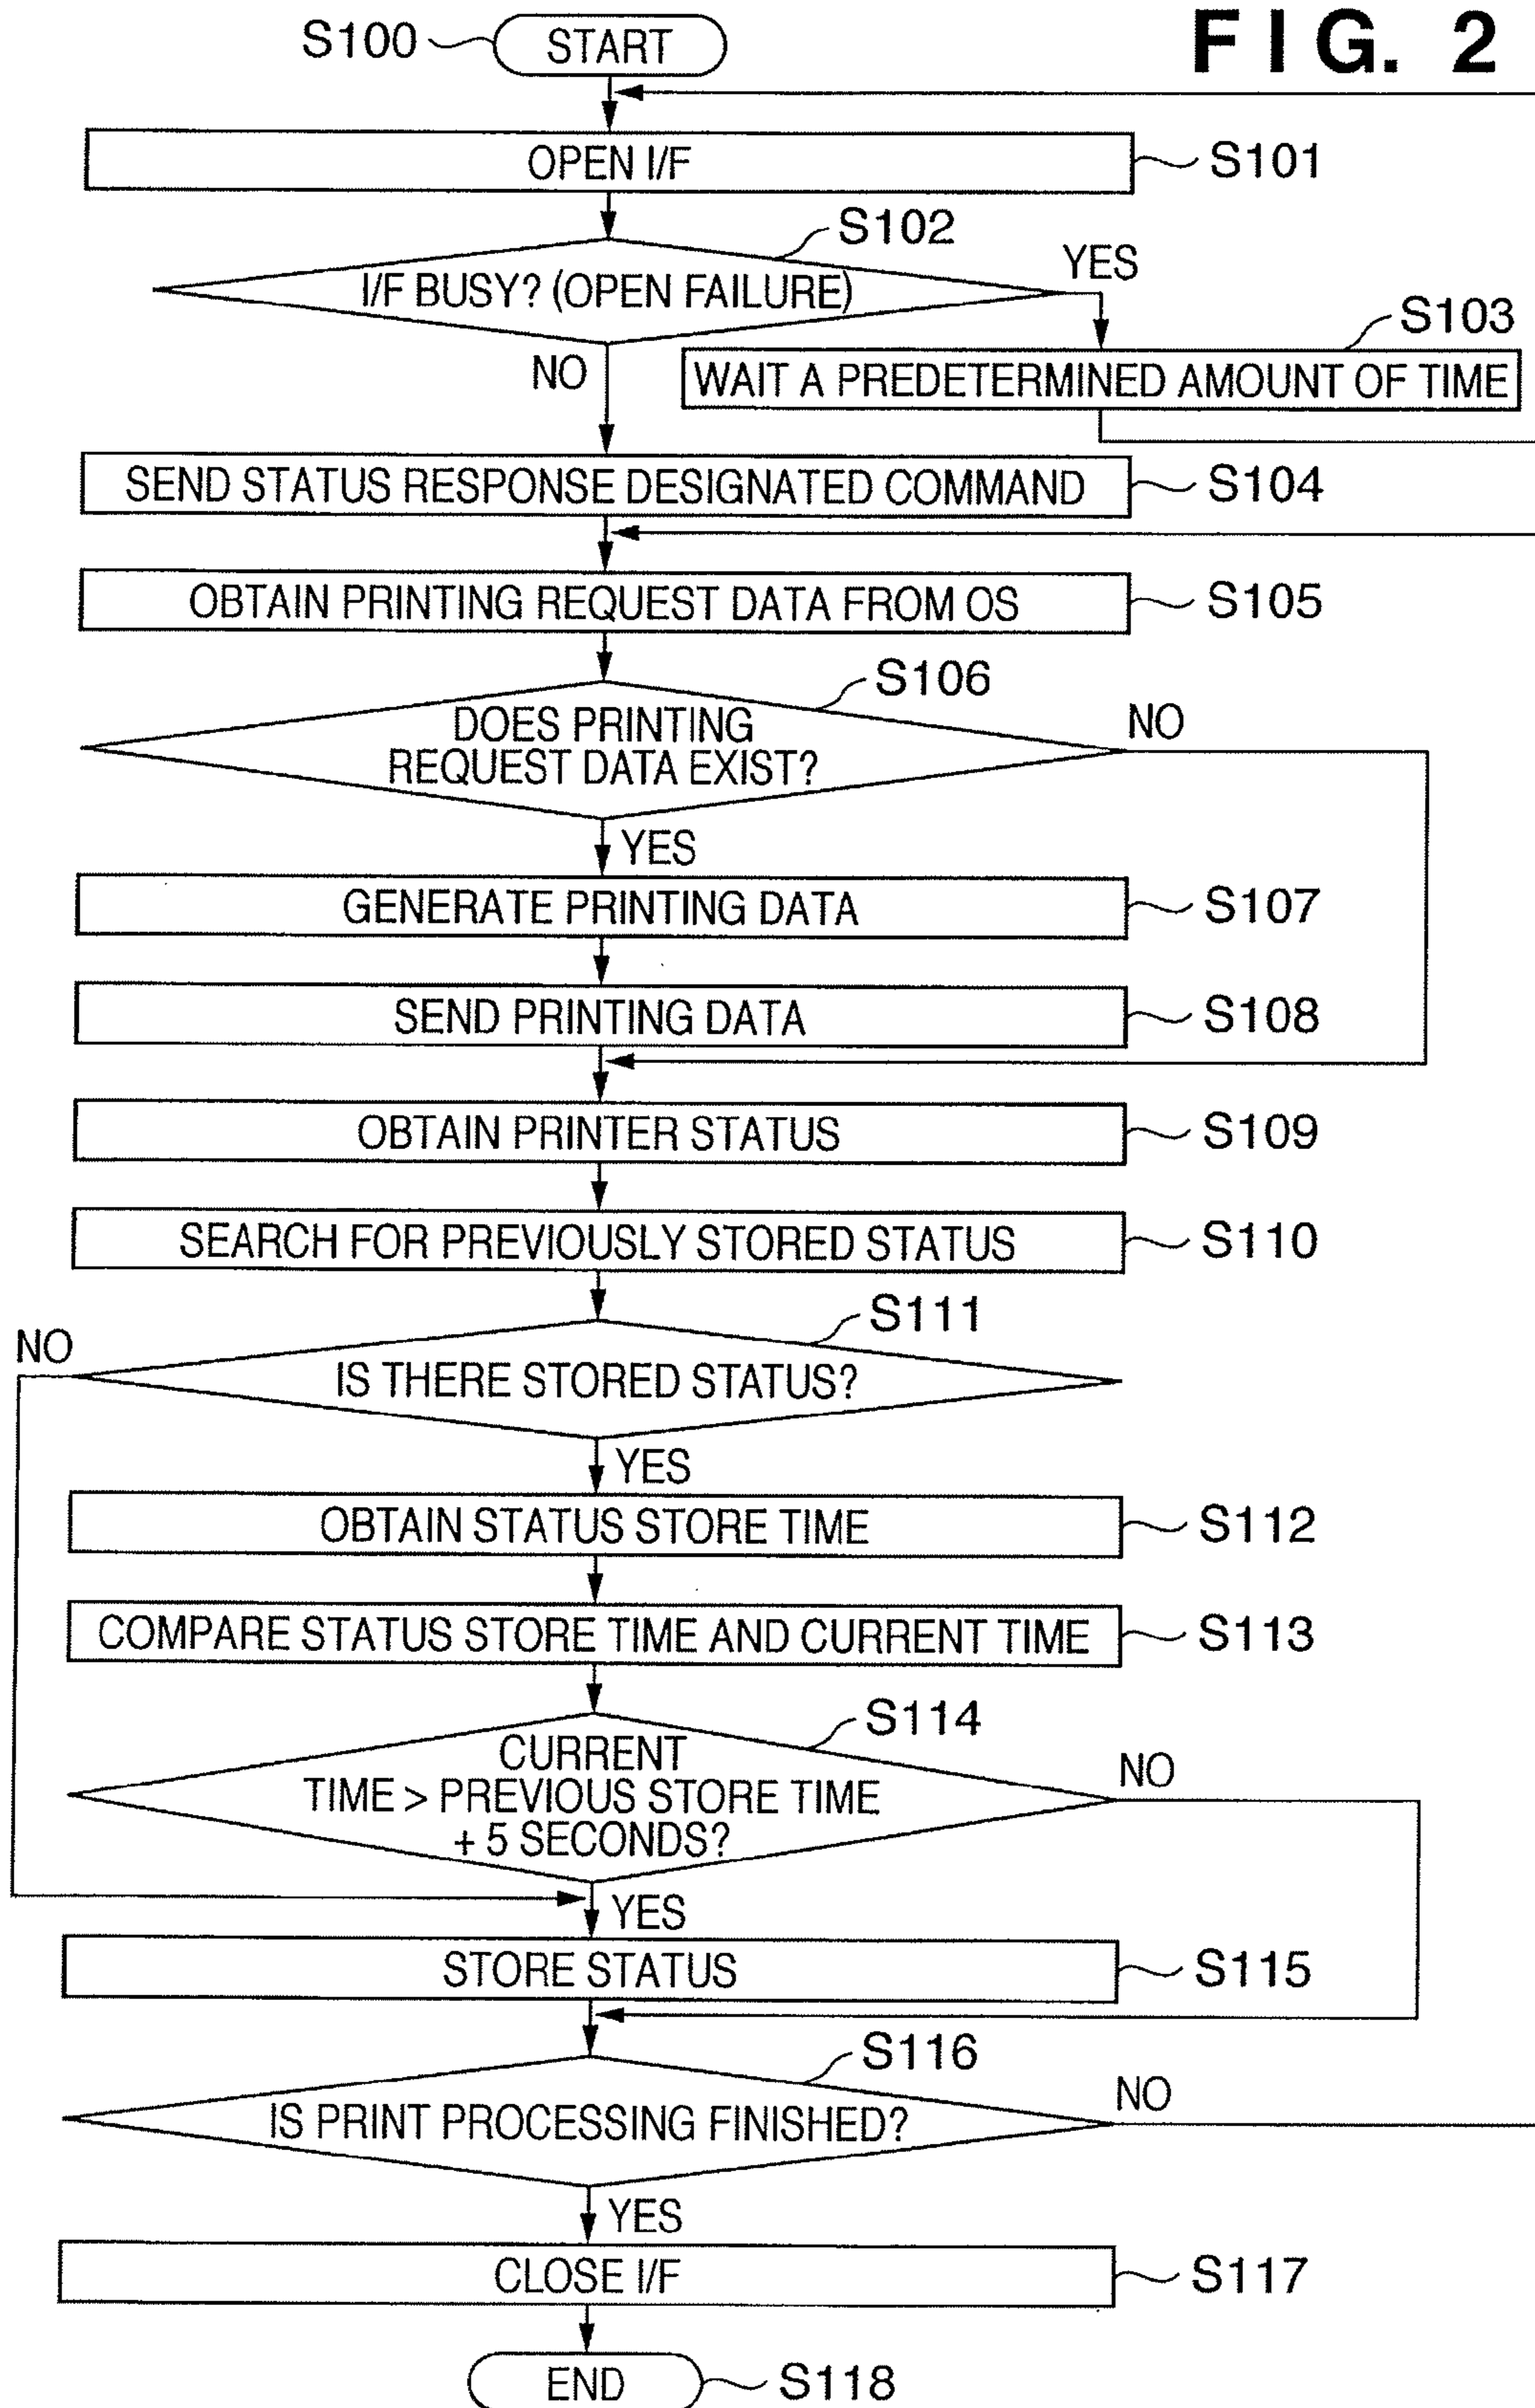 FIG. 2
S100
START
OPEN I/F
S101
S102
I/F BUSY? (OPEN FAILURE)
YES
NO
S103
WAIT A PREDETERMINED AMOUNT OF TIME
SEND STATUS RESPONSE DESIGNATED COMMAND
S104
OBTAIN PRINTING REQUEST DATA FROM OS
S105
S106
DOES PRINTING
REQUEST DATA EXIST?
NO
YES
GENERATE PRINTING DATA
S107
SEND PRINTING DATA
S108
OBTAIN PRINTER STATUS
S109
SEARCH FOR PREVIOUSLY STORED STATUS
S110
S111
NO
IS THERE STORED STATUS?
YES
OBTAIN STATUS STORE TIME
S112
COMPARE STATUS STORE TIME AND CURRENT TIME
S113
S114
CURRENT
TIME > PREVIOUS STORE TIME
+ 5 SECONDS?
NO
YES
STORE STATUS
S115
S116
IS PRINT PROCESSING FINISHED?
NO
YES
CLOSE I/F
S117
END
S118